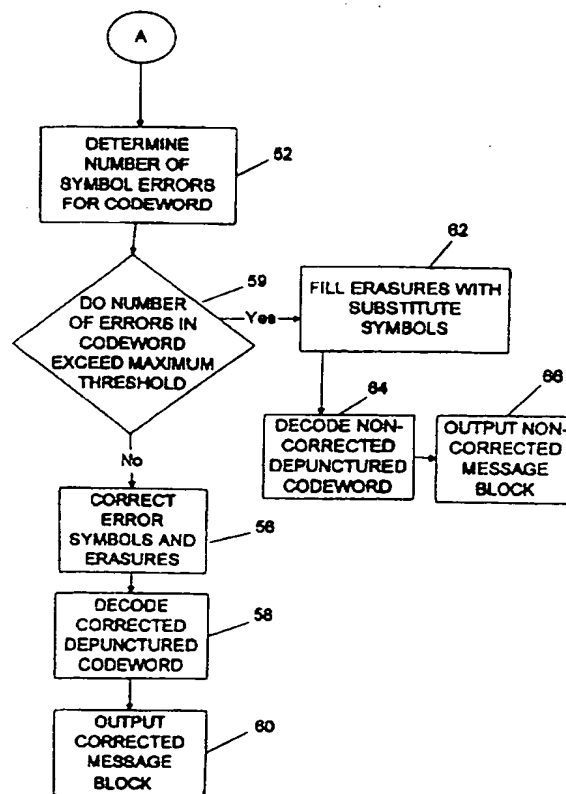 A
DETERMINE
NUMBER OF
SYMBOL ERRORS
FOR CODEWORD
52
DO NUMBER
OF ERRORS IN
CODEWORD
EXCEED MAXIMUM
THRESHOLD
59
Yes
62
FILL ERASURES WITH
SUBSTITUTE
SYMBOLS
64
DECODE NON-
CORRECTED
DEPUNCTURED
CODEWORD
66
OUTPUT NON-
CORRECTED
MESSAGE
BLOCK
No
CORRECT
ERROR
SYMBOLS AND
ERASURES
56
DECODE
CORRECTED
DEPUNCTURED
CODEWORD
58
OUTPUT
CORRECTED
MESSAGE
BLOCK
60